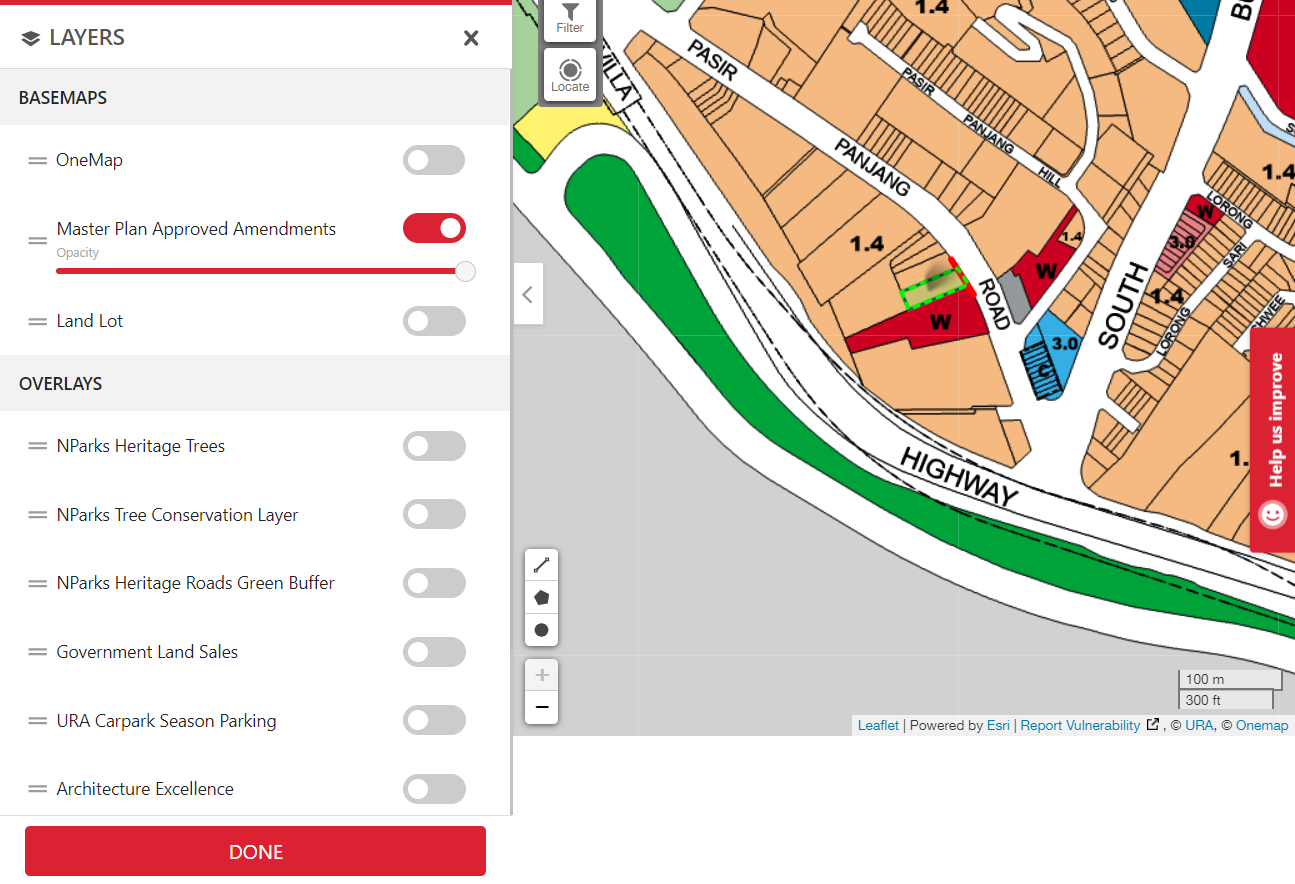 LAYERS
BASEMAPS
OneMap
Master Plan Approved Amendments
Opacity
Land Lot
OVERLAYS
NParks Heritage Trees
NParks Tree Conservation Layer
NParks Heritage Roads Green Buffer
Government Land Sales
URA Carpark Season Parking
Architecture Excellence
DONE
Filter
Locate
VILLA
1.4
PASIR
PANJANG
ROAD
PASIR
PANJANG
HILL
1.4
1.4
W
W
3.0
C
SOUTH
W
3.0
1.4
1.4
LORONG
SARI
LORONG
HIGHWAY
Help us improve
+
−
100 m
300 ft
Leaflet | Powered by Esri | Report Vulnerability , © URA, © Onemap